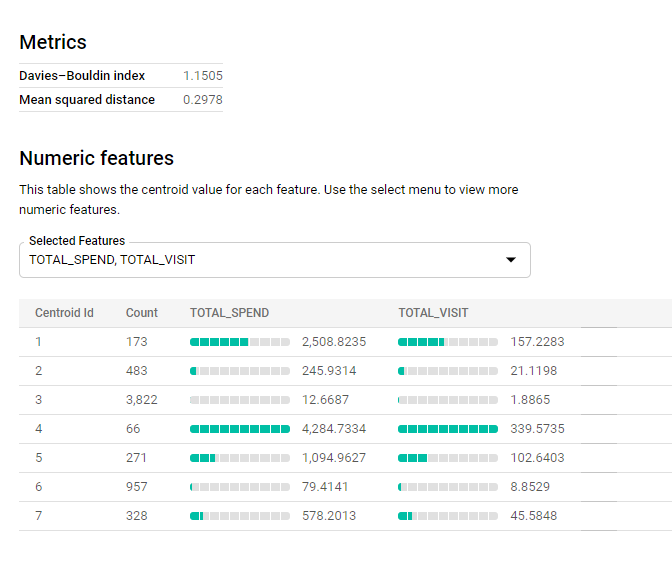 Metrics
Davies–Bouldin index 1.1505
Mean squared distance 0.2978
Numeric features
This table shows the centroid value for each feature. Use the select menu to view more
numeric features.
Selected Features
TOTAL_SPEND, TOTAL_VISIT
Centroid Id Count TOTAL_SPEND TOTAL_VISIT
1 173 2,508.8235 157.2283
2 483 245.9314 21.1198
3 3,822 12.6687 1.8865
4 66 4,284.7334 339.5735
5 271 1,094.9627 102.6403
6 957 79.4141 8.8529
7 328 578.2013 45.5848